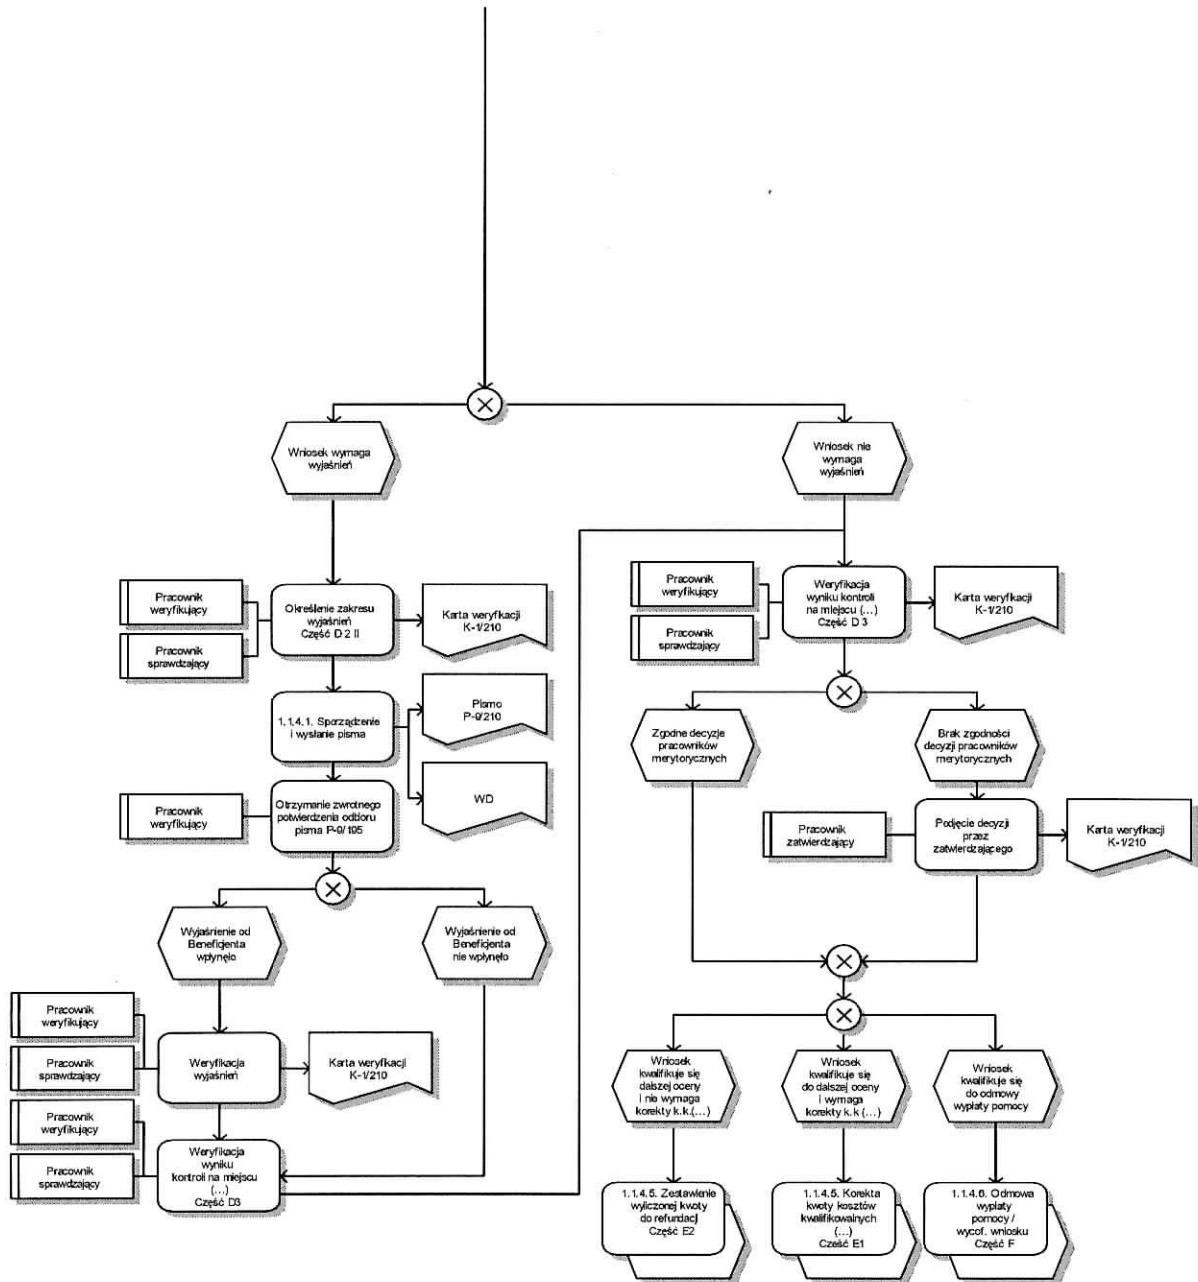 Wniosek wymaga
wyjaśnień
Wniosek nie
wymaga
wyjaśnień
Pracownik
weryfikujący
Pracownik
sprawdzający
Określenie zakresu
wyjaśnień
Część D 2 II
Karta weryfkacji
K-1/210
Pracownik
weryfikujący
Pracownik
sprawdzający
Weryfikacja
wyniku kontroli
na miejscu (...)
Część D 3
Karta weryfikacji
K-1/210
1.1.4.1. Sporządzenie
i wysłanie pisma
Pismo
P-9/210
WD
Zgodne decyzje
pracowników
merytorycznych
Brak zgodności
decyzji pracowników
merytorycznych
Pracownik
weryfikujący
Otrzymanie zwrotnego
potwierdzenia odbioru
pisma P-9/195
Pracownik
zatwierdzający
Podjęcie decyzji
przez
zatwierdzającego
Karta weryfikacji
K-1/210
Wyjaśnienie od
Beneficjenta
wpłynęło
Wyjaśnienie od
Beneficjenta
nie wpłynęło
Pracownik
weryfikujący
Pracownik
sprawdzający
Weryfikacja
wyjaśnień
Karta weryfkacji
K-1/210
Pracownik
weryfikujący
Pracownik
sprawdzający
Weryfikacja
wyniku
kontroli na miejscu
(...)
Część D3
Wniosek
kwalifikuje się
dalszej oceny
i nie wymaga
korekty k.k.(...)
Wniosek
kwalifikuje się
do dalszej oceny
i wymaga
korekty k.k (...)
Wniosek
kwalifikuje się
do odmowy
wypłaty pomocy
1.1.4.5. Zestawienie
wyliczonej kwoty
do refundacji
Część E2
1.1.4.5. Korekta
kwoty kosztów
kwalifikowalnych
(...)
Cześć E1
1.1.4.6. Odmowa
wypłaty
pomocy /
wycof. wniosku
Część F